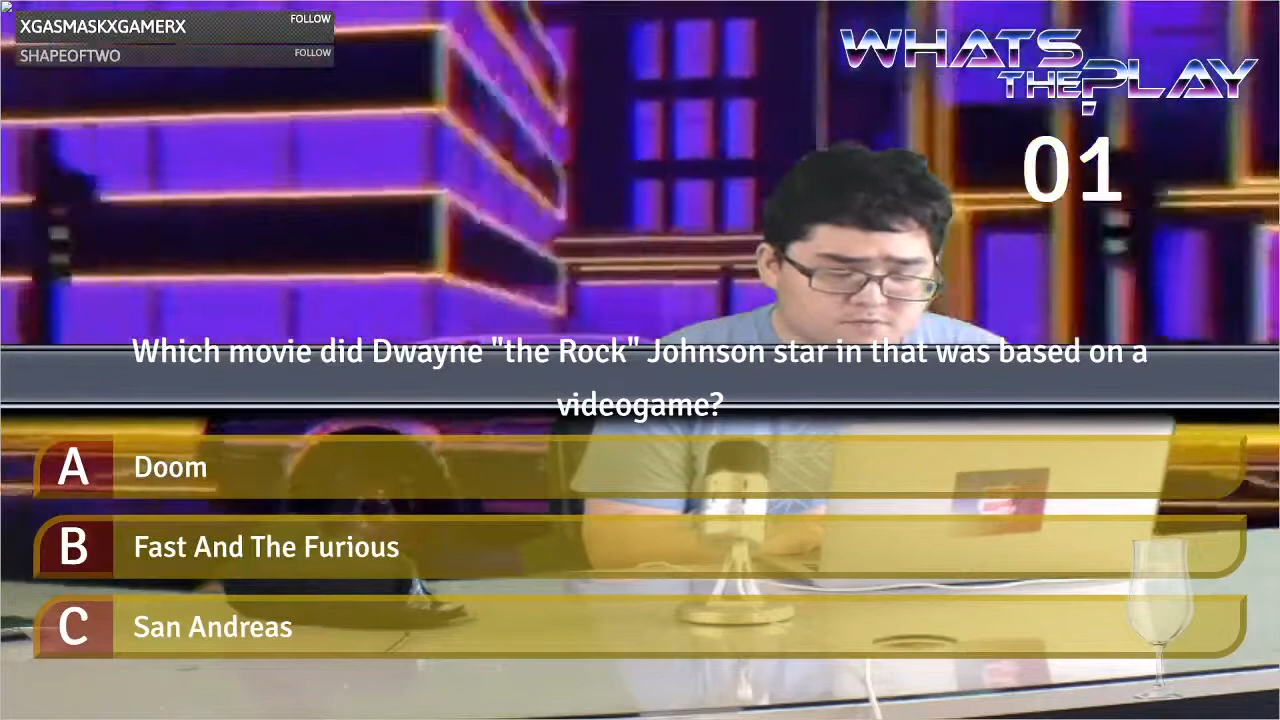 XGASMASKXGAMERX FOLLOW
SHAPEOFTWO FOLLOW
WHATS
THE PLAY
01
Which movie did Dwayne "the Rock" Johnson star in that was based on a
videogame?
A Doom
B Fast And The Furious
C San Andreas